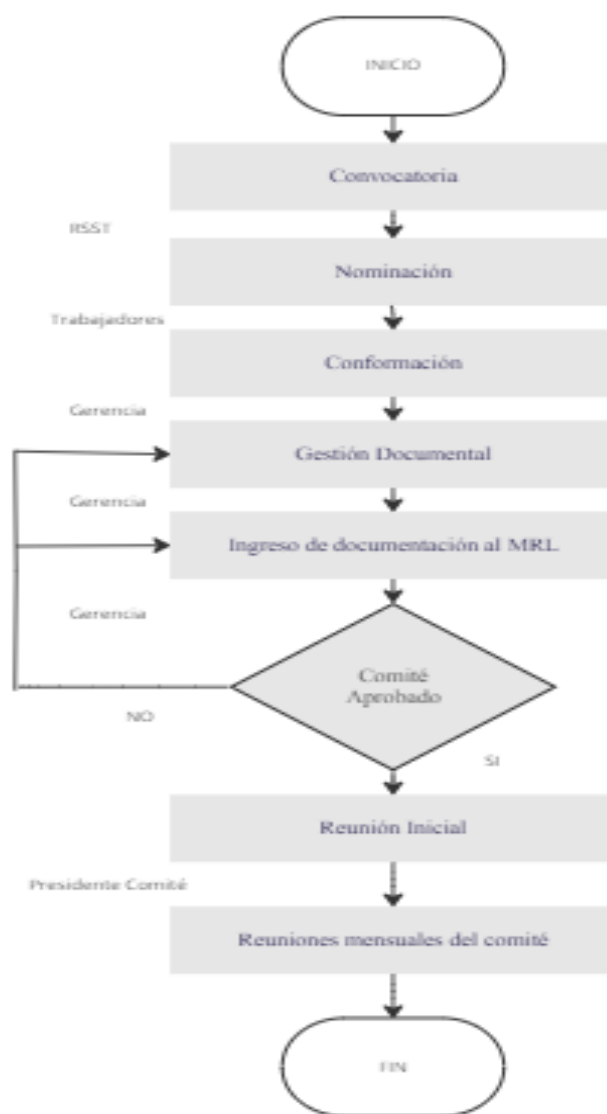 INICIO
Convocatoria
RSST
Nominación
Trabajadores
Conformación
Gerencia
Gestión Documental
Gerencia
Ingreso de documentación al MRL
Gerencia
Comité
Aprobado
NO
SI
Reunión Inicial
Presidente Comité
Reuniones mensuales del comité
FIN